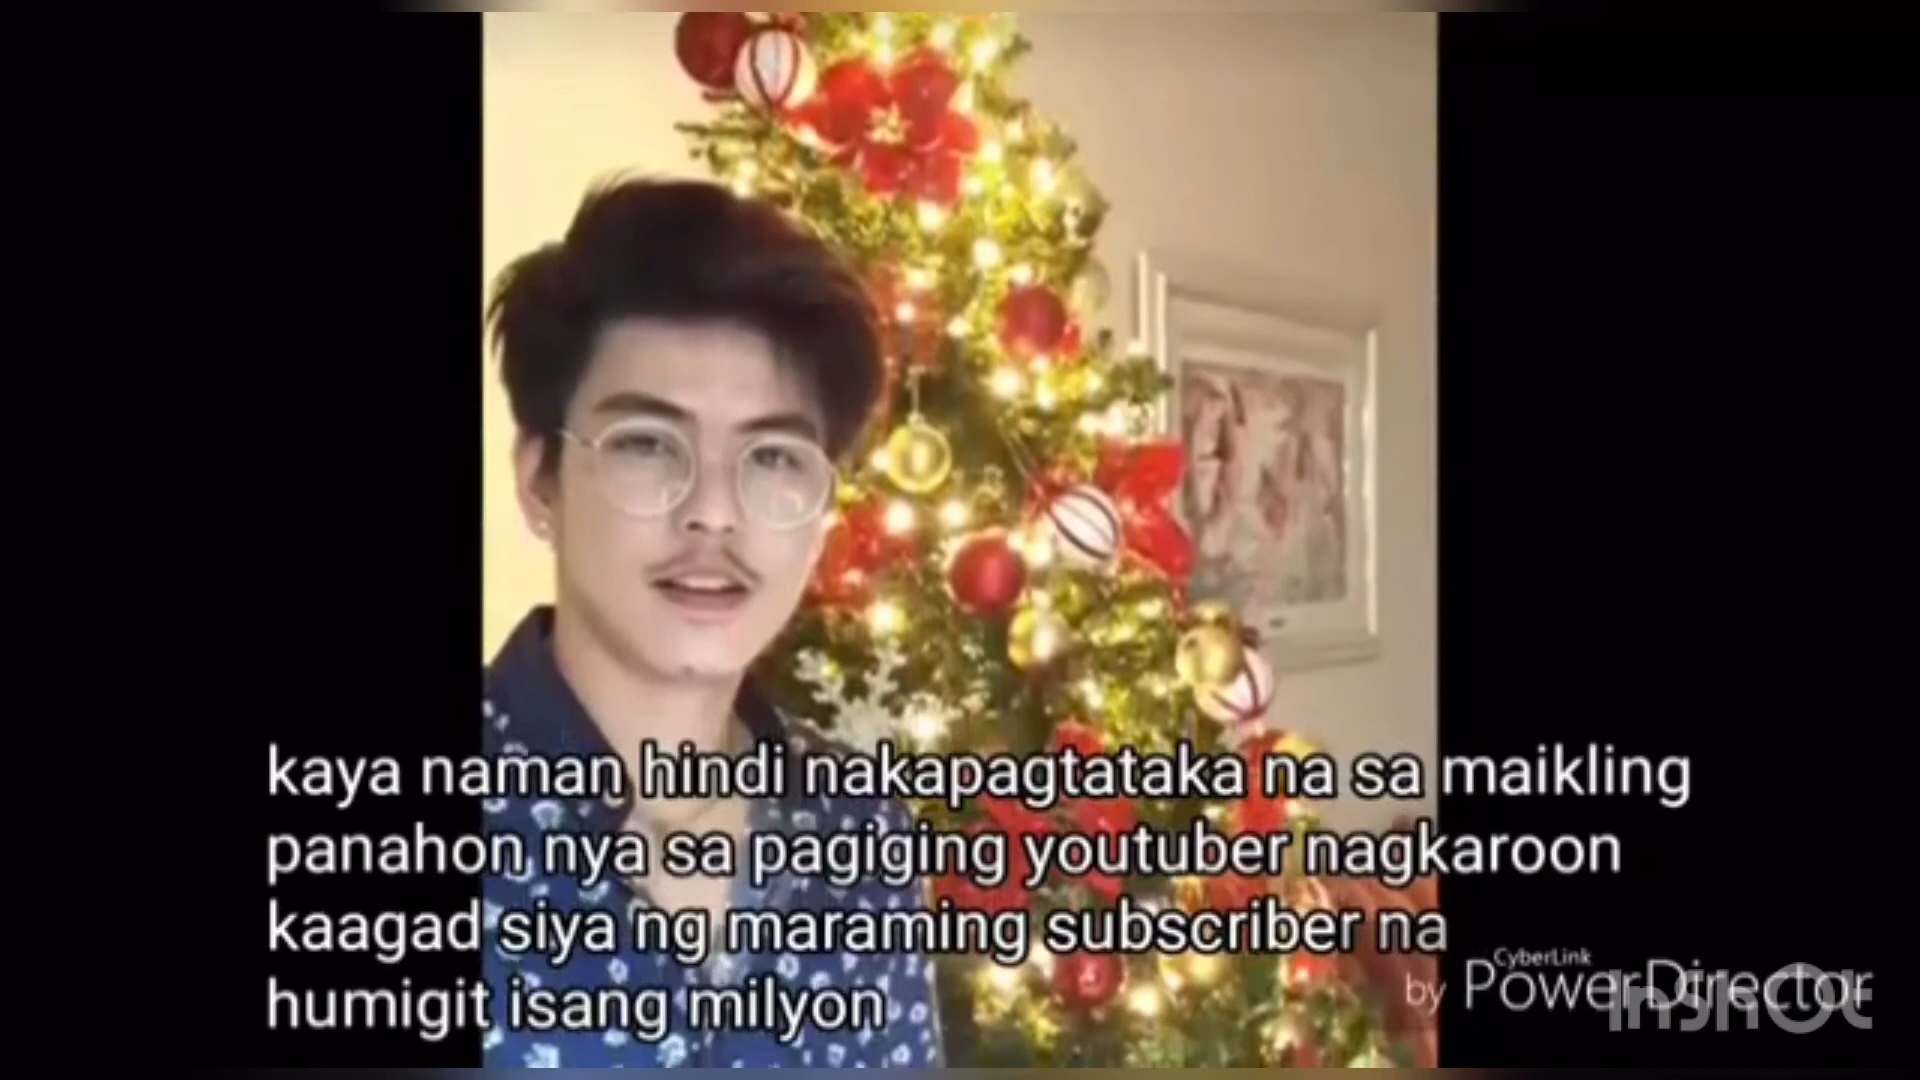 kaya naman hindi nakapagtataka na sa maikling
panahon nya sa pagiging youtuber nagkaroon
kaagad siya ng maraming subscriber na
humigit isang milyon
by CyberLink PowerDirector
InShOt